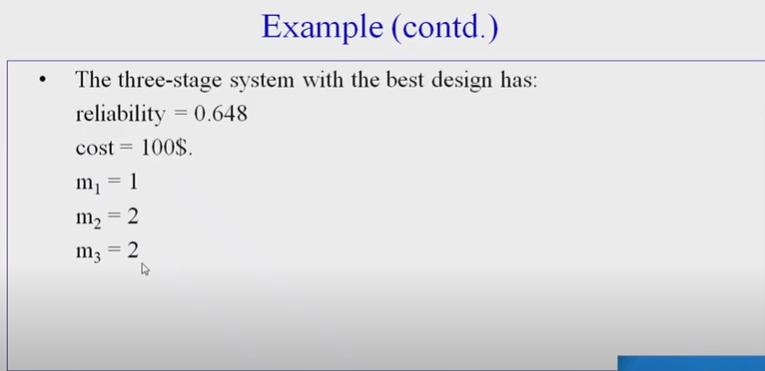 Example (contd.)
• The three-stage system with the best design has:
reliability = 0.648
cost = 100$.
m₁ = 1
m₂ = 2
m₃ = 2